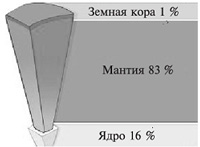 Земная кора 1 %
Мантия 83 %
Ядро 16 %